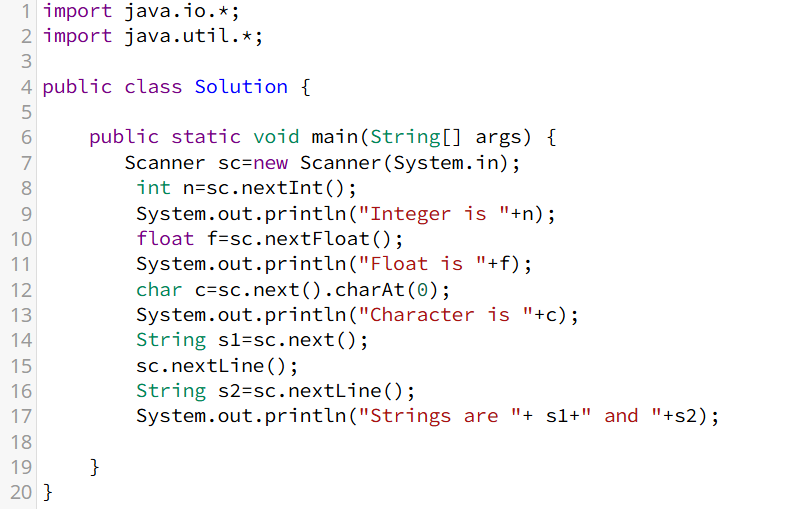 1 import java.io.*;
2 import java.util.*;
3
4 public class Solution {
5
6     public static void main(String[] args) {
7        Scanner sc=new Scanner(System.in);
8         int n=sc.nextInt();
9         System.out.println("Integer is "+n);
10         float f=sc.nextFloat();
11         System.out.println("Float is "+f);
12         char c=sc.next().charAt(0);
13         System.out.println("Character is "+c);
14         String s1=sc.next();
15         sc.nextLine();
16         String s2=sc.nextLine();
17         System.out.println("Strings are "+ s1+" and "+s2);
18
19     }
20 }